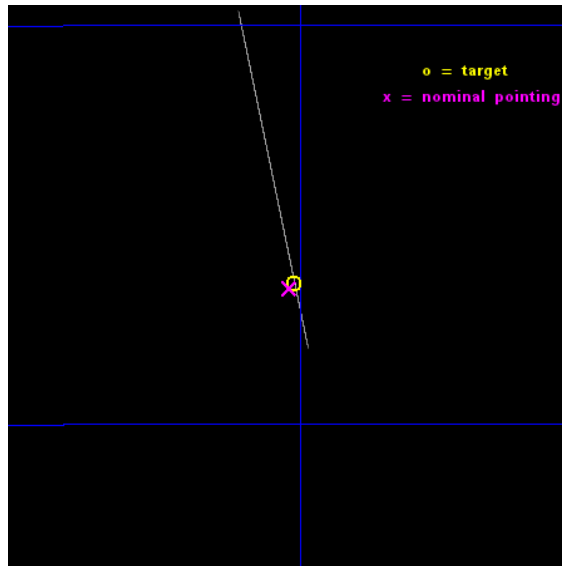 o = target
x = nominal pointing